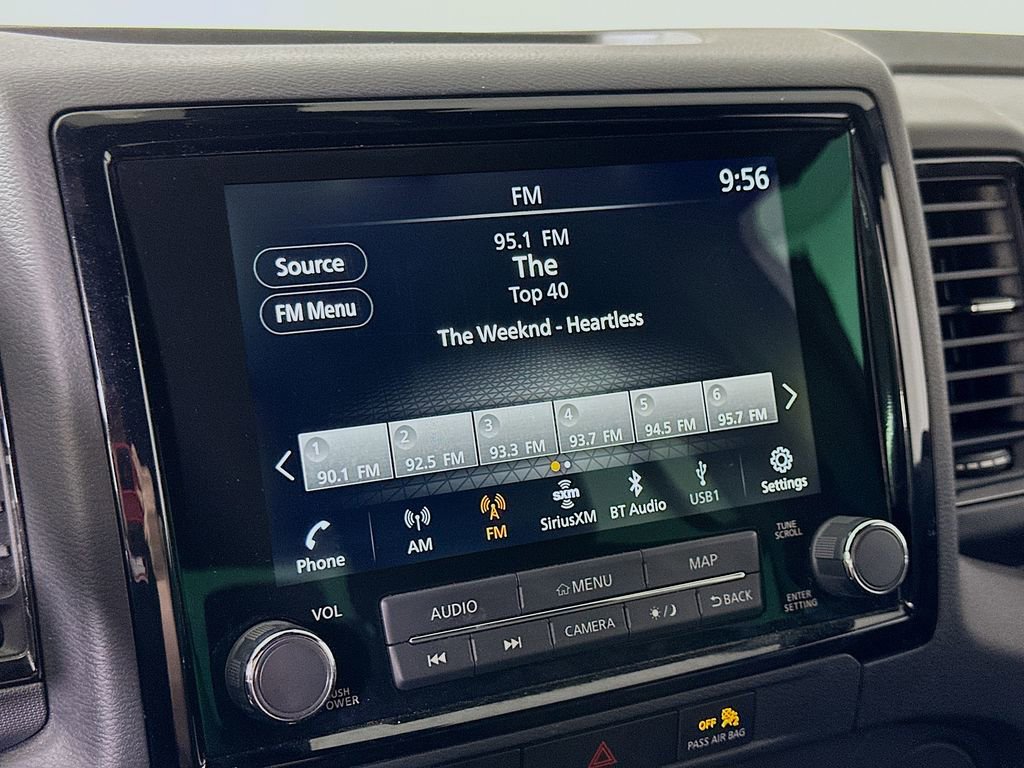 FM
9:56
Source
95.1 FM
The
FM Menu
Top 40
The Weeknd - Heartless
1
90.1 FM
2
92.5 FM
3
93.3 FM
4
93.7 FM
5
94.5 FM
6
95.7 FM
Phone
AM
FM
sxm
SiriusXM
BT Audio
USB1
Settings
TUNE
SCROLL
VOL
AUDIO
MENU
MAP
CAMERA
BACK
ENTER
SETTING
OFF
PASS AIR BAG